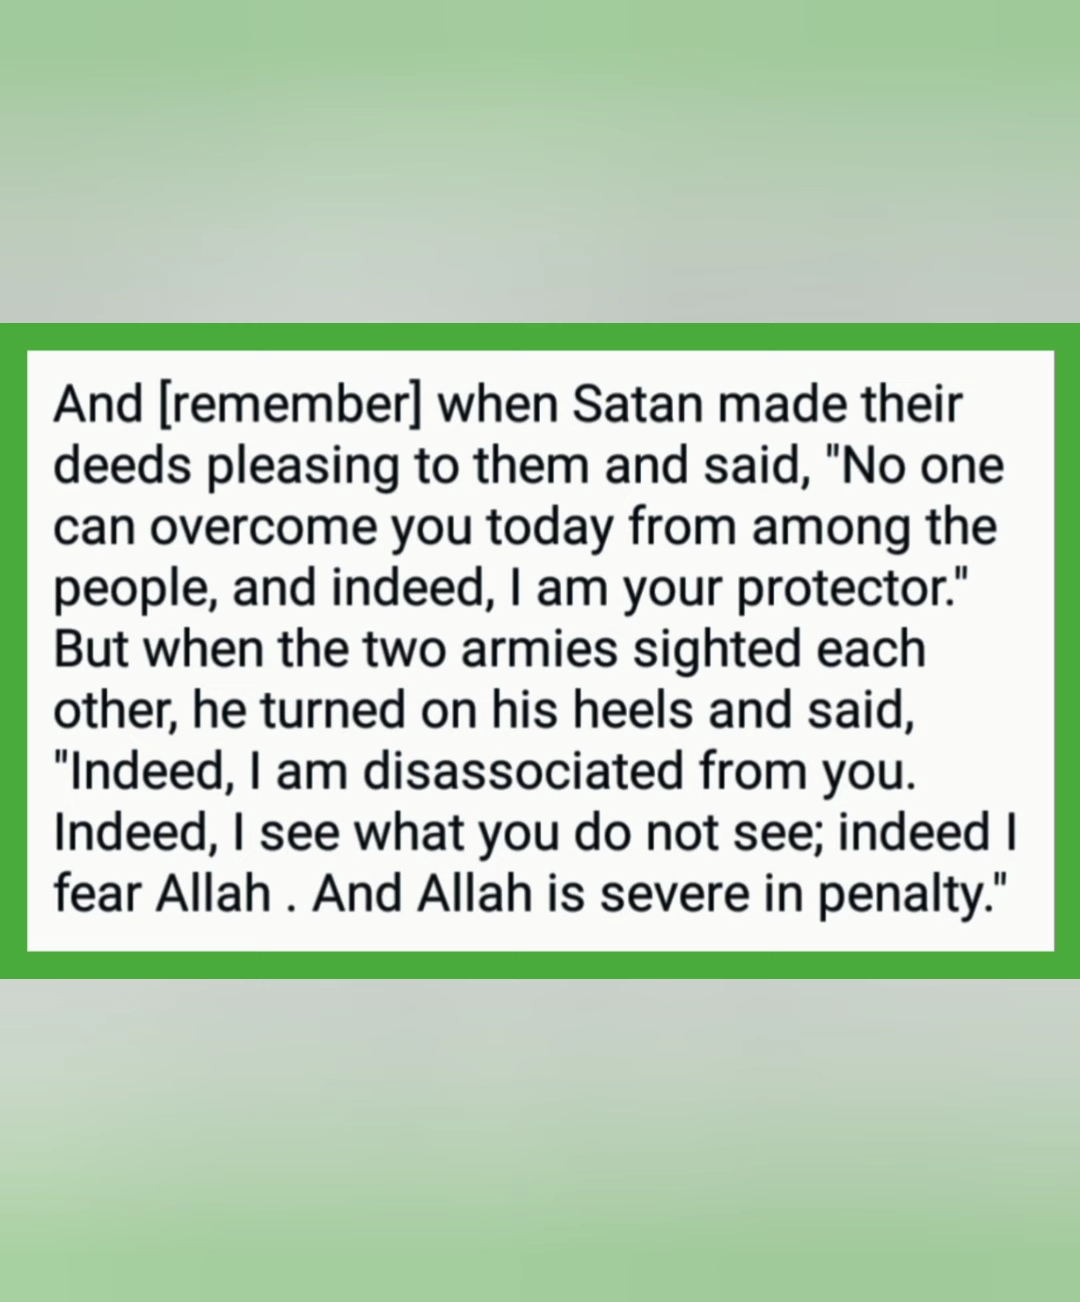 And [remember] when Satan made their
deeds pleasing to them and said, "No one
can overcome you today from among the
people, and indeed, I am your protector."
But when the two armies sighted each
other, he turned on his heels and said,
"Indeed, I am disassociated from you.
Indeed, I see what you do not see; indeed I
fear Allah . And Allah is severe in penalty."